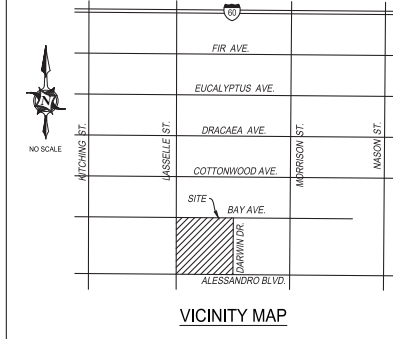 60
FIR AVE.
EUCALYPTUS AVE.
N
NO SCALE
KITCHING ST.
LASSELLE ST.
DRACAEA AVE.
MORRISON ST.
NASON ST.
COTTONWOOD AVE.
SITE
BAY AVE.
DARWIN DR.
ALESSANDRO BLVD.
VICINITY MAP